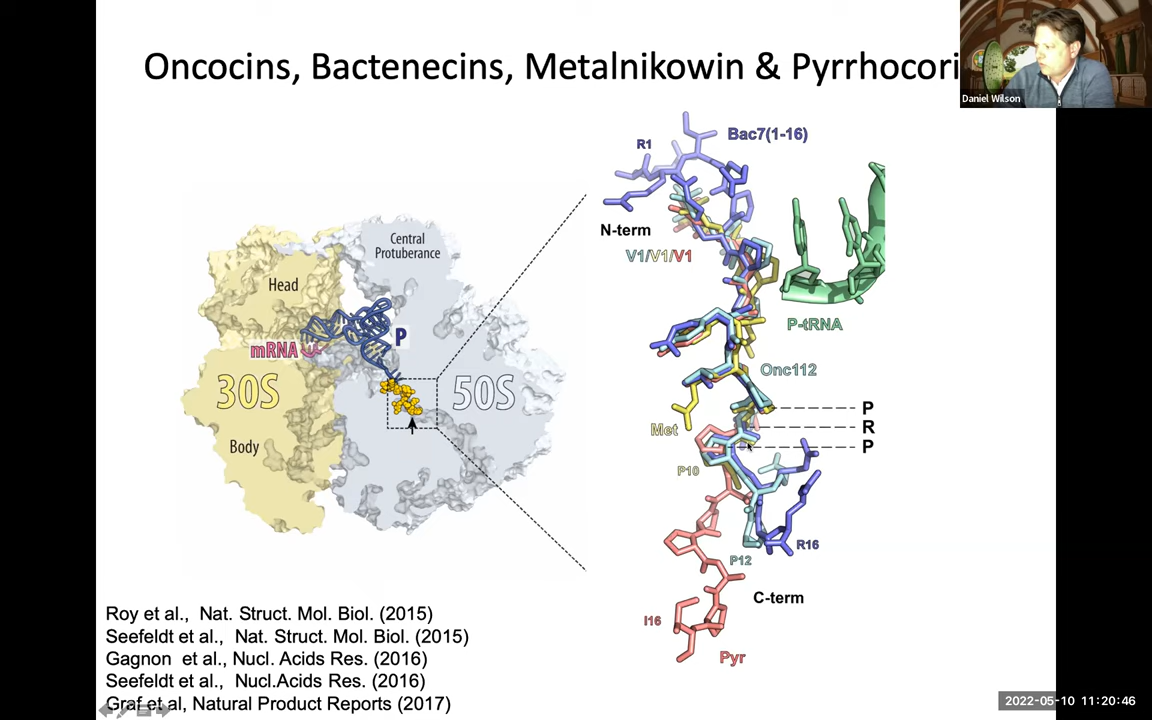 Oncocins, Bactenecins, Metalnikowin & Pyrrhocori
Daniel Wilson
Central
Protuberance
Head
mRNA
P
30S
50S
Body
R1
Bac7(1-16)
N-term
V1/V1/V1
P-tRNA
Onc112
Met
P
R
P
P10
R16
P12
C-term
I16
Pyr
Roy et al., Nat. Struct. Mol. Biol. (2015)
Seefeldt et al., Nat. Struct. Mol. Biol. (2015)
Gagnon et al., Nucl. Acids Res. (2016)
Seefeldt et al., Nucl.Acids Res. (2016)
Graf et al, Natural Product Reports (2017)
2022-05-10 11:20:46